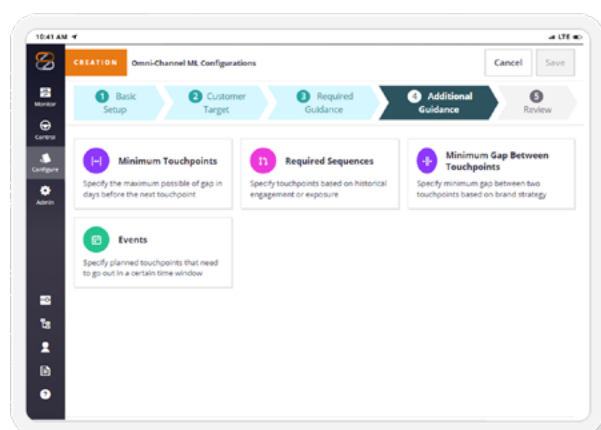 10:41 AM
LTE
CREATION
Omni-Channel ML Configurations
Cancel
Save
Monitor
Control
Configure
Admin
1 Basic
Setup
2 Customer
Target
3 Required
Guidance
4 Additional
Guidance
5
Review
Minimum Touchpoints
Specify the maximum possible of gap in
days before the next touchpoint
Required Sequences
Specify touchpoints based on historical
engagement or exposure
Minimum Gap Between
Touchpoints
Specify minimum gap between two
touchpoints based on brand strategy
Events
Specify planned touchpoints that need
to go out in a certain time window